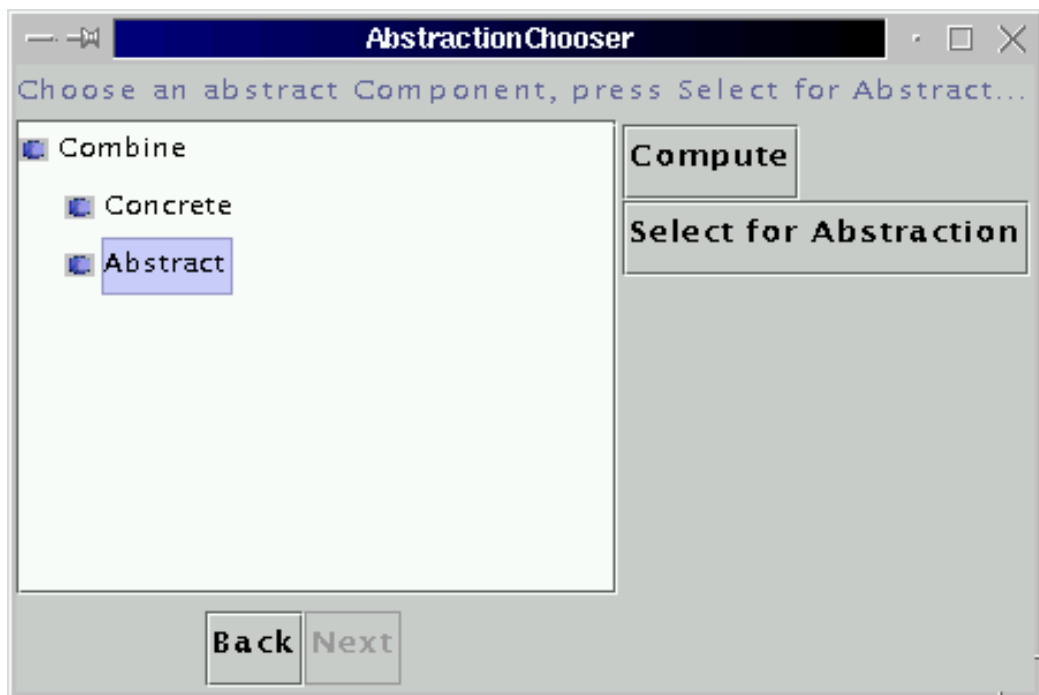 AbstractionChooser
Choose an abstract Component, press Select for Abstract...
Combine
Concrete
Abstract
Compute
Select for Abstraction
Back Next